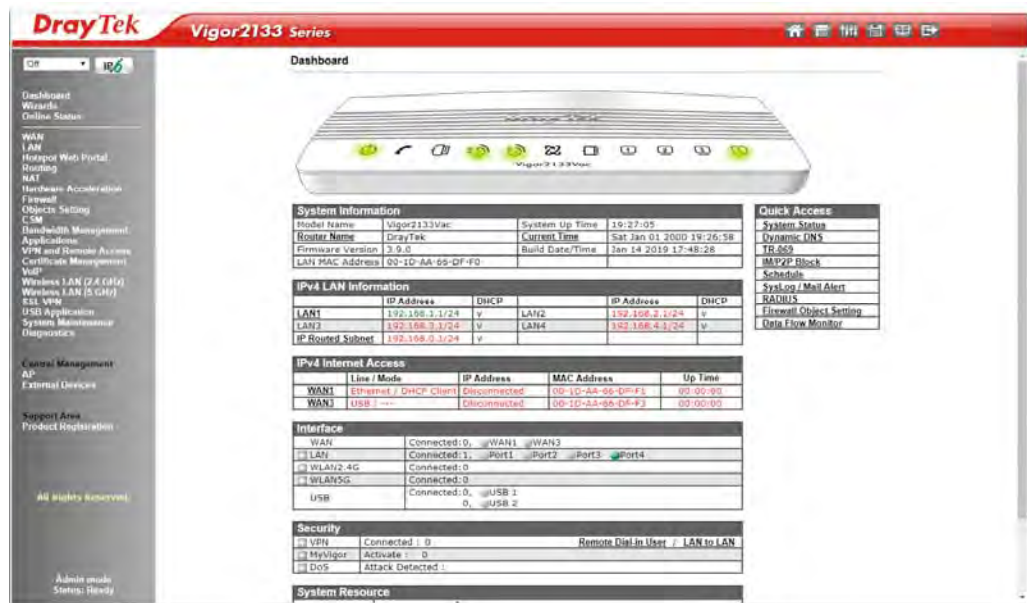 DrayTek Vigor2133 Series
Off IPv6
Dashboard
Wizards
Online Status
WAN
LAN
Hotspot Web Portal
Routing
NAT
Hardware Acceleration
Firewall
Objects Setting
CSM
Bandwidth Management
Applications
VPN and Remote Access
Certificate Management
VoIP
Wireless LAN (2.4 GHz)
Wireless LAN (5 GHz)
SSL VPN
USB Application
System Maintenance
Diagnostics
Central Management
AP
External Devices
Support Area
Product Registration
All Rights Reserved.
Admin mode
Status: Ready
Dashboard
Vigor2133Vac
System Information
Model Name Vigor2133Vac System Up Time 19:27:05
Router Name DrayTek Current Time Sat Jan 01 2000 19:26:58
Firmware Version 3.9.0 Build Date/Time Jan 14 2019 17:48:28
LAN MAC Address 00-1D-AA-66-DF-F0
IPv4 LAN Information
IP Address DHCP IP Address DHCP
LAN1 192.168.1.1/24 v LAN2 192.168.2.1/24 v
LAN3 192.168.3.1/24 v LAN4 192.168.4.1/24 v
IP Routed Subnet 192.168.0.1/24 v
IPv4 Internet Access
Line / Mode IP Address MAC Address Up Time
WAN1 Ethernet / DHCP Client Disconnected 00-1D-AA-66-DF-F1 00:00:00
WAN3 USB / --- Disconnected 00-1D-AA-66-DF-F3 00:00:00
Interface
WAN Connected:0, WAN1 WAN3
LAN Connected:1, Port1 Port2 Port3 Port4
WLAN2.4G Connected:0
WLAN5G Connected:0
USB Connected:0, USB 1
0, USB 2
Security
VPN Connected : 0 Remote Dial-in User / LAN to LAN
MyVigor Activate : 0
DoS Attack Detected :
System Resource
Quick Access
System Status
Dynamic DNS
TR-069
IM/P2P Block
Schedule
SysLog / Mail Alert
RADIUS
Firewall Object Setting
Data Flow Monitor